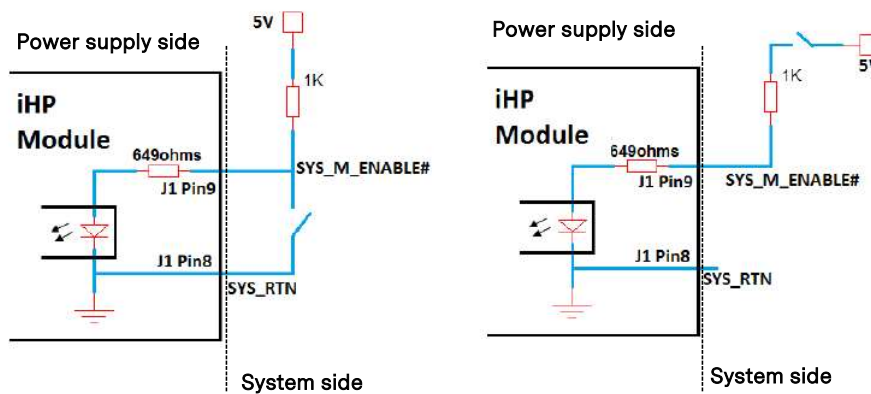 5V
Power supply side
1K
iHP
Module
649ohms
J1 Pin9
SYS_M_ENABLE#
J1 Pin8
SYS_RTN
System side
Power supply side
5V
1K
iHP
Module
649ohms
J1 Pin9
SYS_M_ENABLE#
J1 Pin8
SYS_RTN
System side